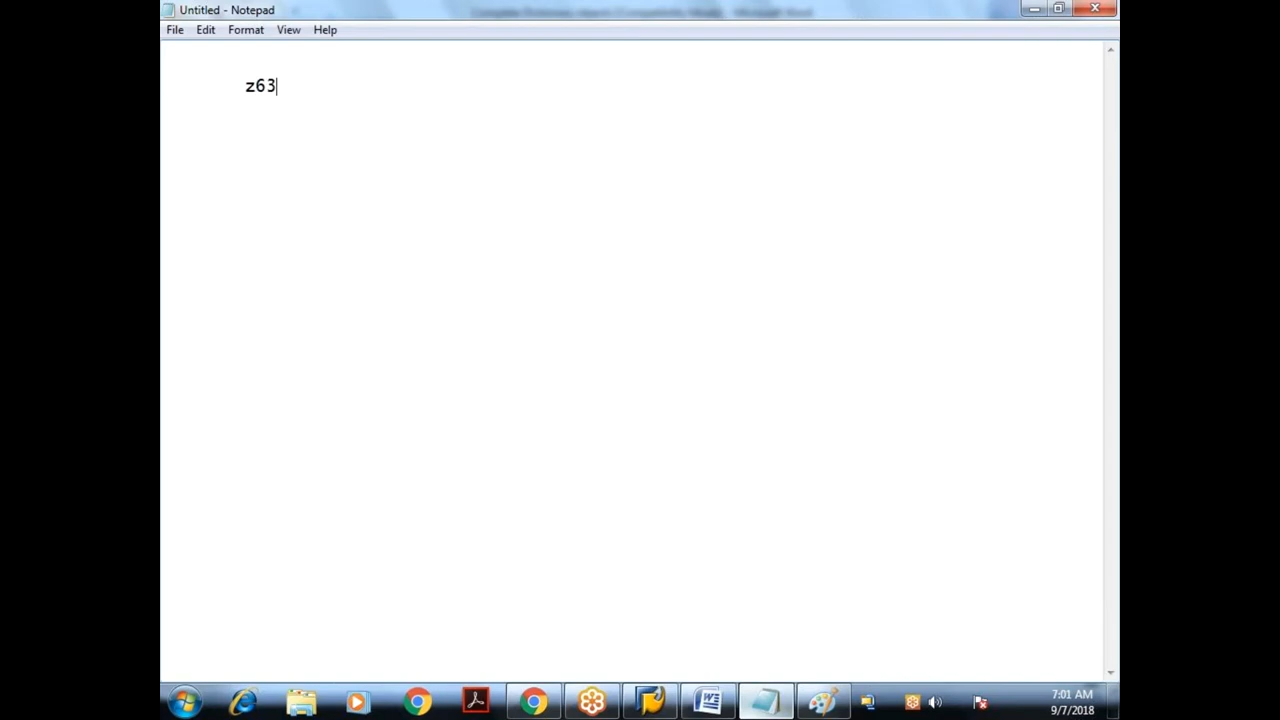 Untitled - Notepad
File Edit Format View Help
z63
7:01 AM
9/7/2018